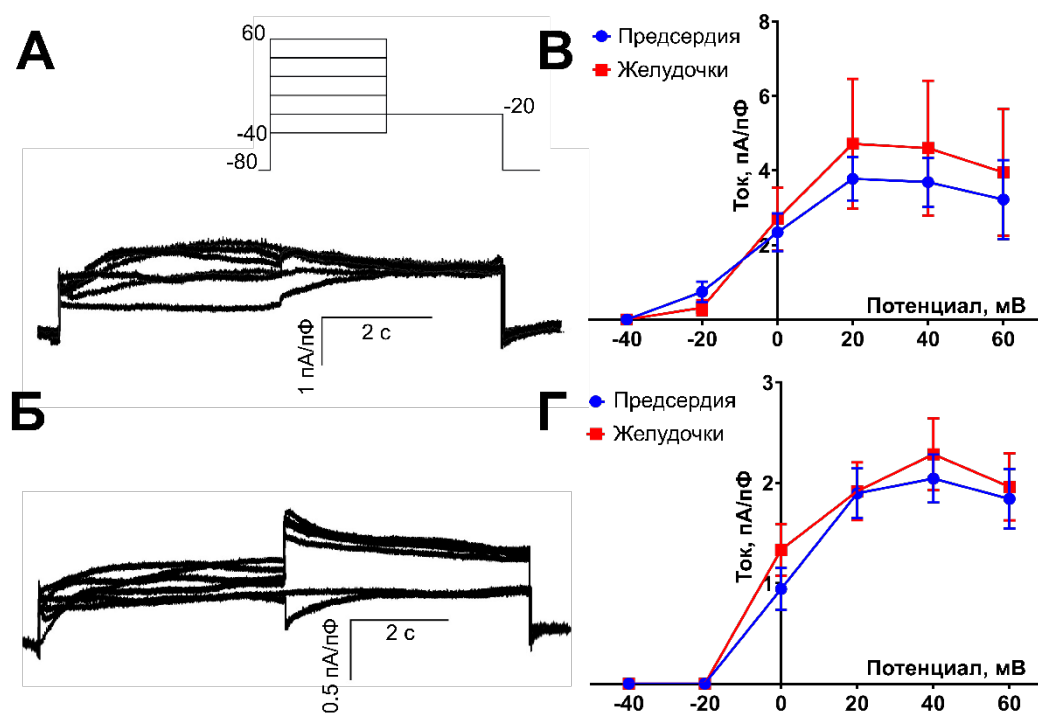 А
60
-40
-80
-20
1 пА/пФ
2 с
В
Предсердия
Желудочки
Ток, пА/пФ
8
6
4
2
Потенциал, мВ
-40 -20 0 20 40 60
Б
0.5 пА/пФ
2 с
Г
Предсердия
Желудочки
Ток, пА/пФ
3
2
1
Потенциал, мВ
-40 -20 0 20 40 60